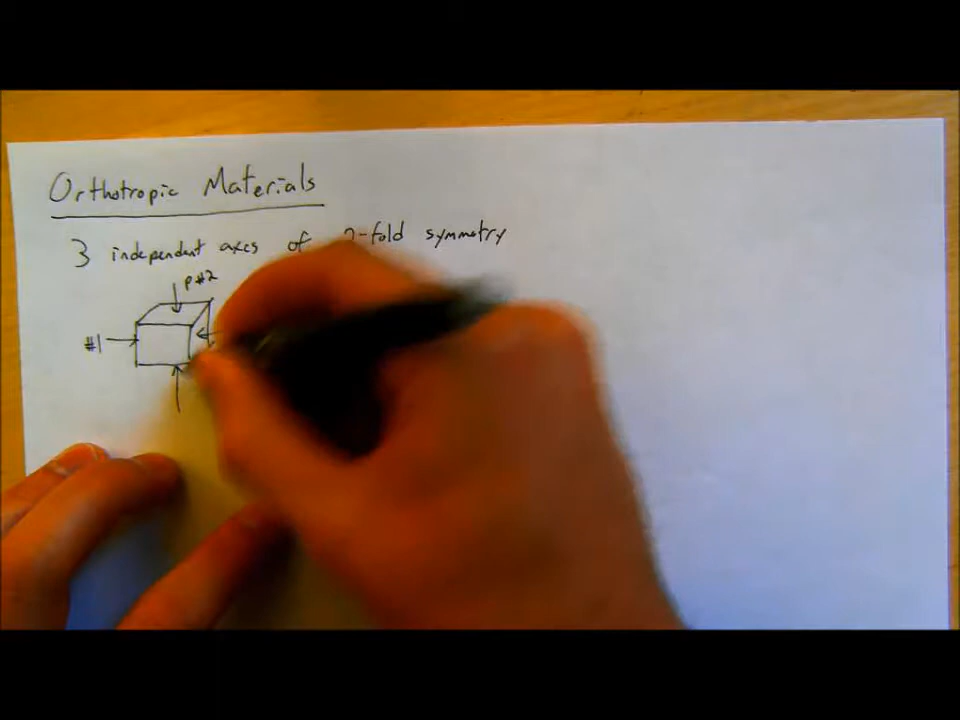 Orthotropic Materials
3 independent axes of 2-fold symmetry
P #2
#1